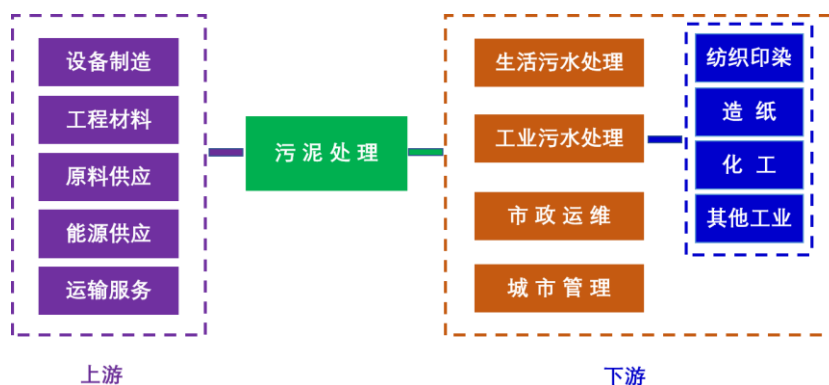 设备制造
工程材料
原料供应
能源供应
运输服务
污泥处理
生活污水处理
工业污水处理
市政运维
城市管理
纺织印染
造纸
化工
其他工业
上游
下游